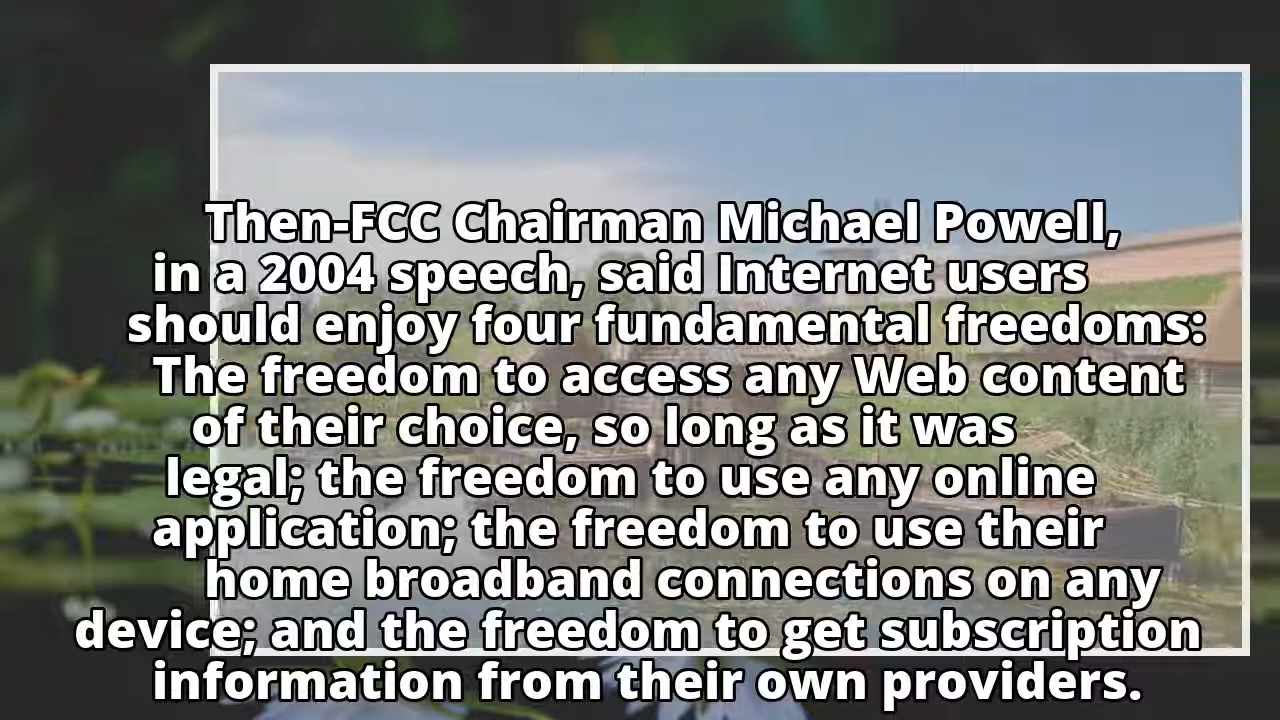 Then-FCC Chairman Michael Powell,
in a 2004 speech, said Internet users
should enjoy four fundamental freedoms:
The freedom to access any Web content
of their choice, so long as it was
legal; the freedom to use any online
application; the freedom to use their
home broadband connections on any
device; and the freedom to get subscription
information from their own providers.